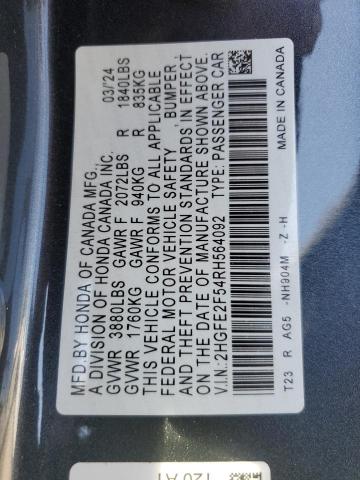 MFD.BY HONDA OF CANADA MFG. 03/'24
A DIVISION OF HONDA CANADA INC.
GVWR 3880LBS GAWR F 2072LBS R 1840LBS
GVWR 1760KG GAWR F 940KG R 835KG
THIS VEHICLE CONFORMS TO ALL APPLICABLE
FEDERAL MOTOR VEHICLE SAFETY BUMPER
AND THEFT PREVENTION STANDARDS IN EFFECT
ON THE DATE OF MANUFACTURE SHOWN ABOVE.
V.I.N.:2HGFE2F54RH564092 TYPE: PASSENGER CAR
T23 R AG5 -NH904M -Z -H MADE IN CANADA